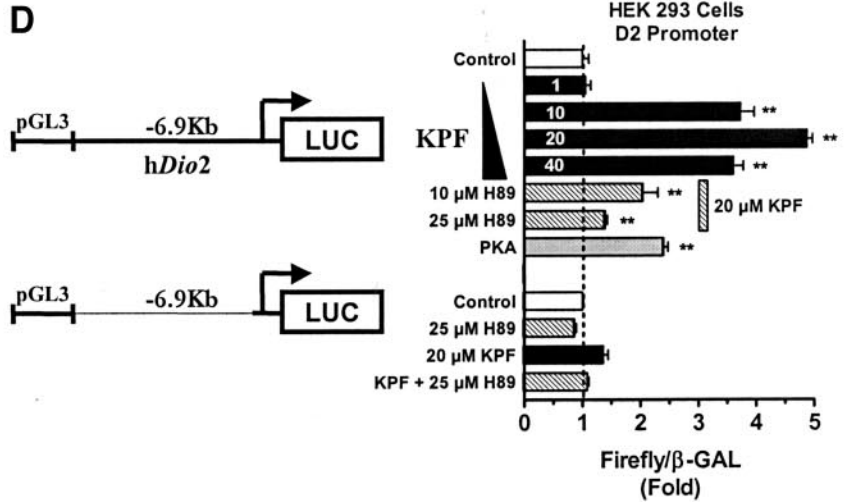 D
HEK 293 Cells
D2 Promoter
pGL3
-6.9Kb
LUC
hDio2
Control
KPF
1
10
**
20
**
40
**
10 µM H89
**
20 µM KPF
25 µM H89
**
PKA
**
pGL3
-6.9Kb
LUC
Control
25 µM H89
20 µM KPF
KPF + 25 µM H89
0 1 2 3 4 5
Firefly/β-GAL
(Fold)